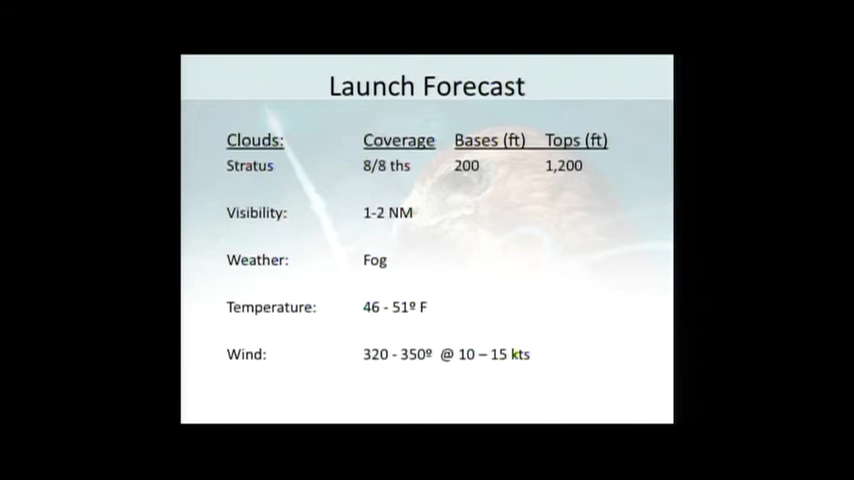 Launch Forecast
Clouds: Coverage Bases (ft) Tops (ft)
Stratus 8/8 ths 200 1,200
Visibility: 1-2 NM
Weather: Fog
Temperature: 46 - 51º F
Wind: 320 - 350º @ 10 – 15 kts